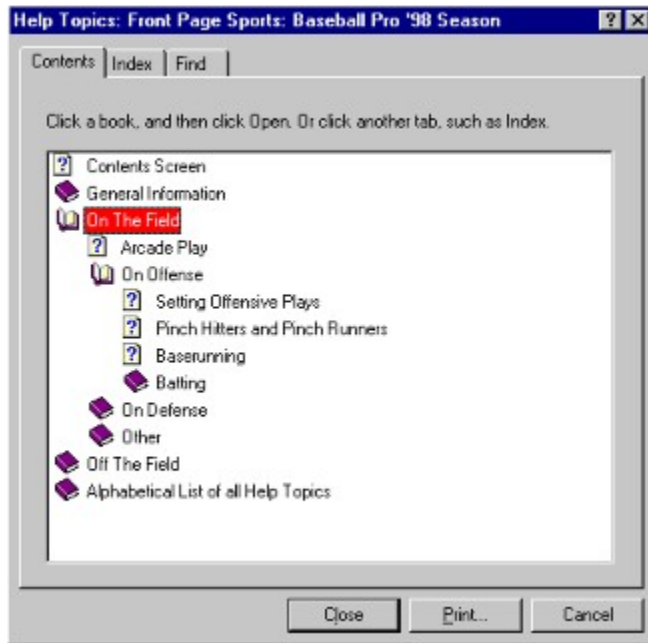 Help Topics: Front Page Sports: Baseball Pro '98 Season
Contents Index Find
Click a book, and then click Open. Or click another tab, such as Index.
Contents Screen
General Information
On The Field
Arcade Play
On Offense
Setting Offensive Plays
Pinch Hitters and Pinch Runners
Baserunning
Batting
On Defense
Other
Off The Field
Alphabetical List of all Help Topics
Close Print... Cancel